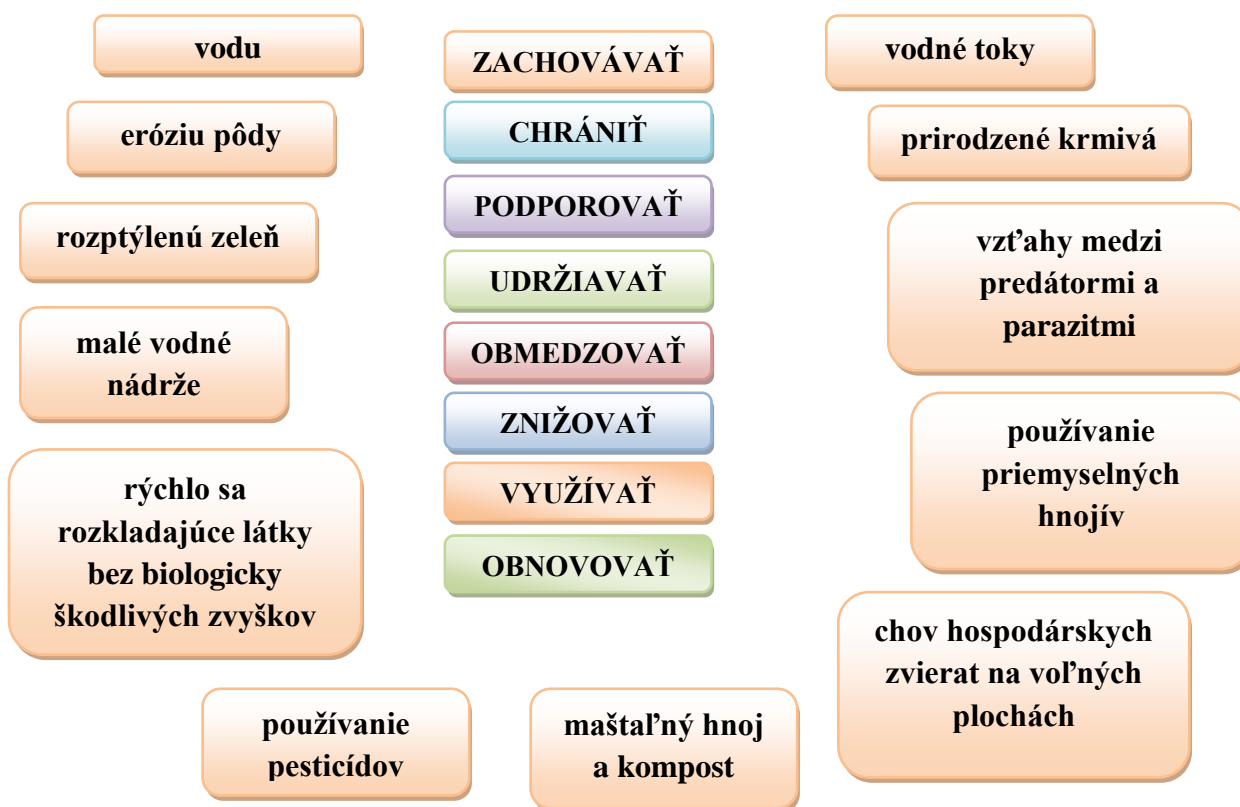 vodu
eróziu pôdy
rozptýlenú zeleň
malé vodné
nádrže
rýchlo sa
rozkladajúce látky
bez biologicky
škodlivých zvyškov
ZACHOVÁVAŤ
CHRÁNIŤ
PODPOROVAŤ
UDRŽIAVAŤ
OBMEDZOVAŤ
ZNIŽOVAŤ
VYUŽÍVAŤ
OBNOVOVAŤ
vodné toky
prirodzené krmivá
vzťahy medzi
predátormi a
parazitmi
používanie
priemyselných
hnojív
chov hospodárskych
zvierat na voľných
plochách
používanie
pesticídov
maštaľný hnoj
a kompost